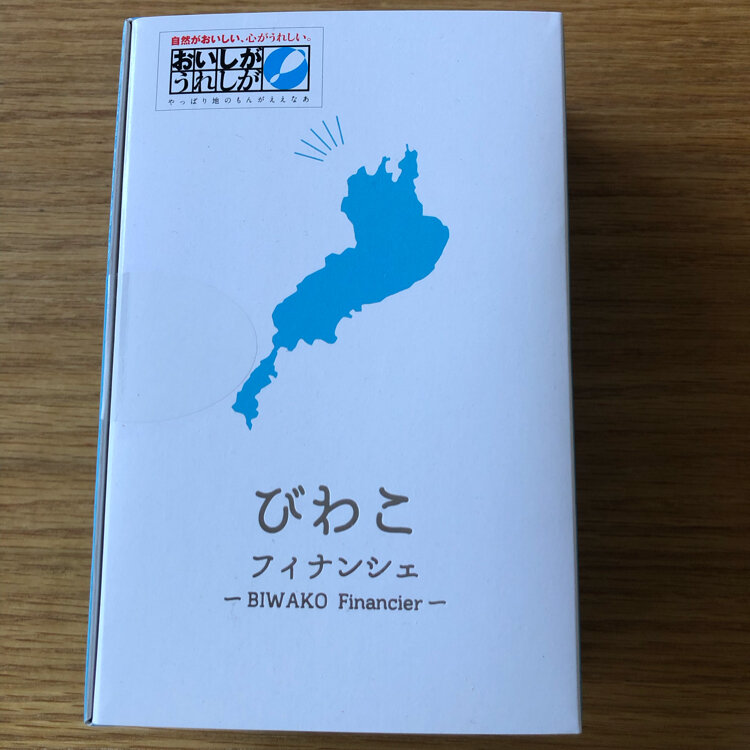 自然がおいしい、心がうれしい。
おいしが
うれしが
やっぱり地のもんがええなあ
びわこ
フィナンシェ
BIWAKO Financier